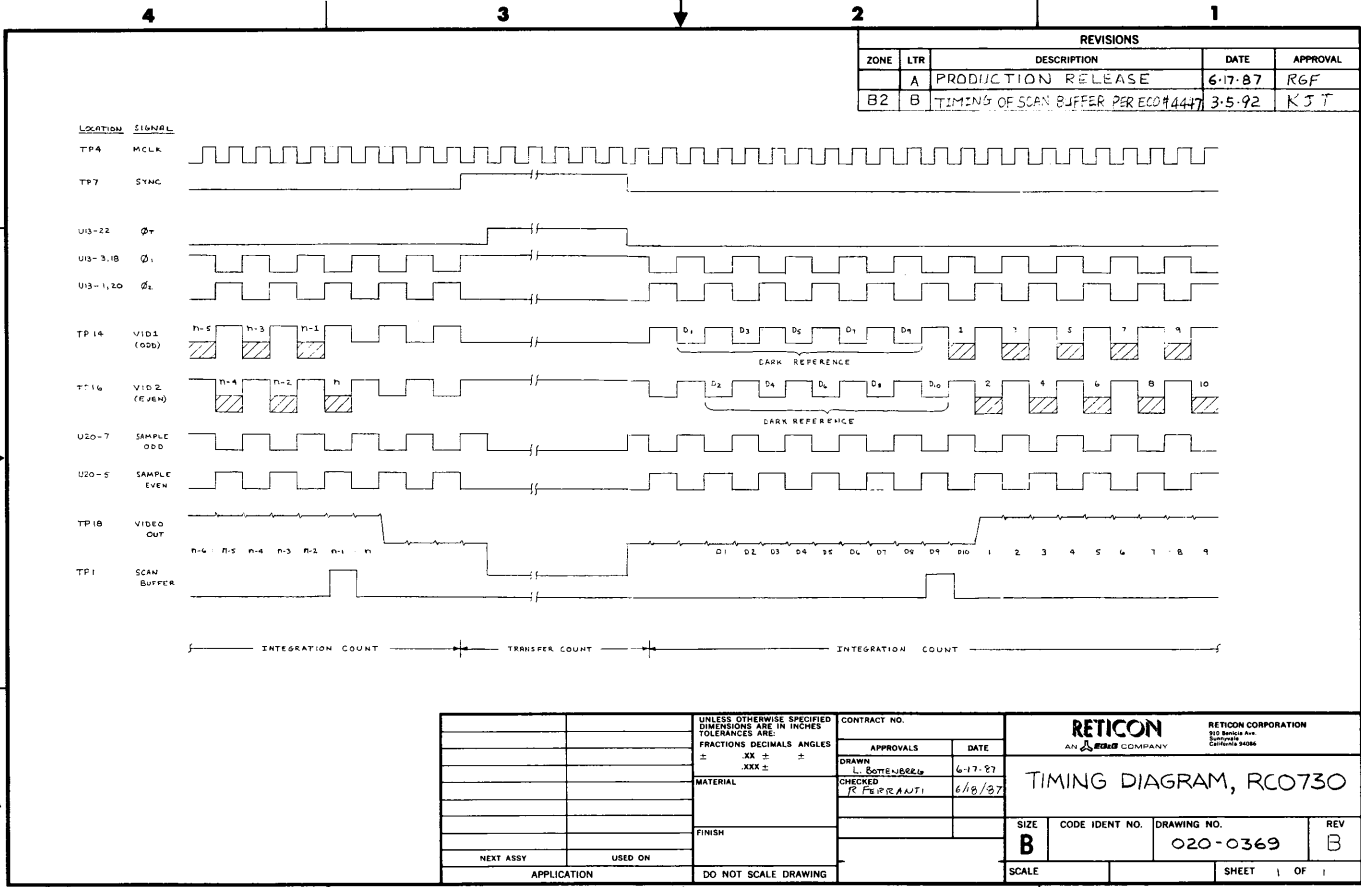 4 3 2 1
REVISIONS
ZONE LTR DESCRIPTION DATE APPROVAL
A PRODUCTION RELEASE 6·17·87 RGF
B2 B TIMING OF SCAN BUFFER PER ECO#4447 3·5·92 KJT
LOCATION SIGNAL
TP4 MCLK
TP7 SYNC
U13-22 ØT
U13-3,18 Ø1
U13-1,20 Ø2
TP14 VID1 (ODD)
n-5 n-3 n-1 D1 D3 D5 D7 D9 1 3 5 7 9
DARK REFERENCE
TP16 VID2 (EVEN)
n-4 n-2 n D2 D4 D6 D8 D10 2 4 6 8 10
DARK REFERENCE
U20-7 SAMPLE ODD
U20-5 SAMPLE EVEN
TP18 VIDEO OUT
n-6 n-5 n-4 n-3 n-2 n-1 n D1 D2 D3 D4 D5 D6 D7 D8 D9 D10 1 2 3 4 5 6 7 8 9
TP1 SCAN BUFFER
INTEGRATION COUNT TRANSFER COUNT INTEGRATION COUNT
UNLESS OTHERWISE SPECIFIED
DIMENSIONS ARE IN INCHES
TOLERANCES ARE:
FRACTIONS DECIMALS ANGLES
± .XX ± ±
.XXX ±
MATERIAL
FINISH
NEXT ASSY USED ON
APPLICATION
DO NOT SCALE DRAWING
CONTRACT NO.
APPROVALS DATE
DRAWN
L. BOTTENBERG 6-17-87
CHECKED
R FERRANTI 6/18/87
RETICON
AN EG&G COMPANY
RETICON CORPORATION
910 Benicia Ave.
Sunnyvale
California 94086
TIMING DIAGRAM, RC0730
SIZE CODE IDENT NO. DRAWING NO. REV
B 020-0369 B
SCALE SHEET 1 OF 1